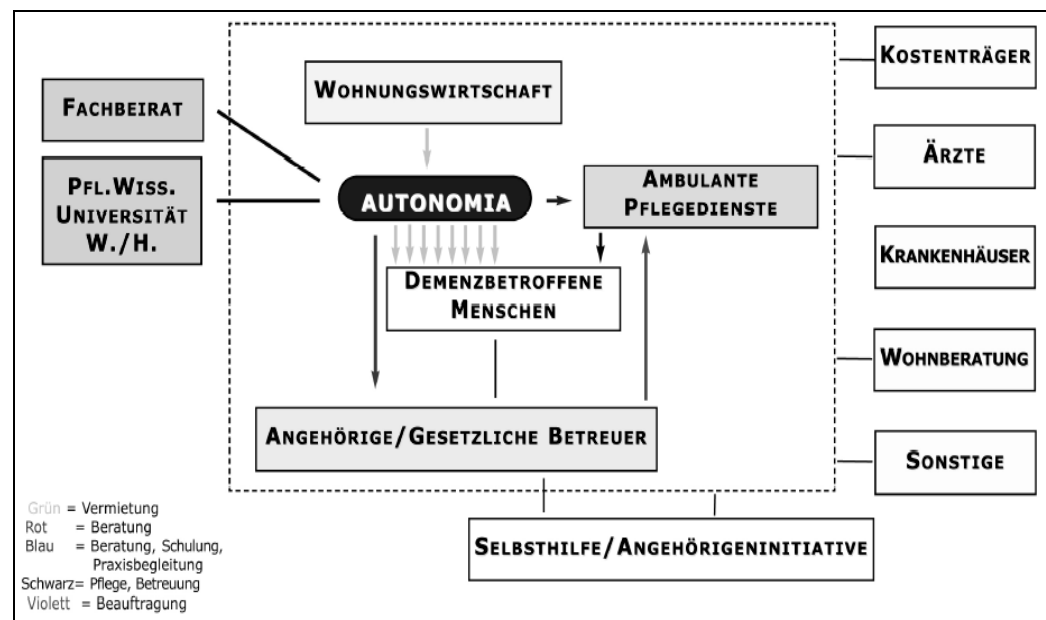 WOHNUNGSWIRTSCHAFT
KOSTENTRÄGER
FACHBEIRAT
PFL.WISS.
UNIVERSITÄT
W./H.
AUTONOMIA
AMBULANTE
PFLEGEDIENSTE
ÄRZTE
DEMENZBETROFFENE
MENSCHEN
KRANKENHÄUSER
WOHNBERATUNG
ANGEHÖRIGE/GESETZLICHE BETREUER
SONSTIGE
SELBSTHILFE/ANGEHÖRIGENINITIATIVE
Grün = Vermietung
Rot = Beratung
Blau = Beratung, Schulung,
Praxisbegleitung
Schwarz= Pflege, Betreuung
Violett = Beauftragung